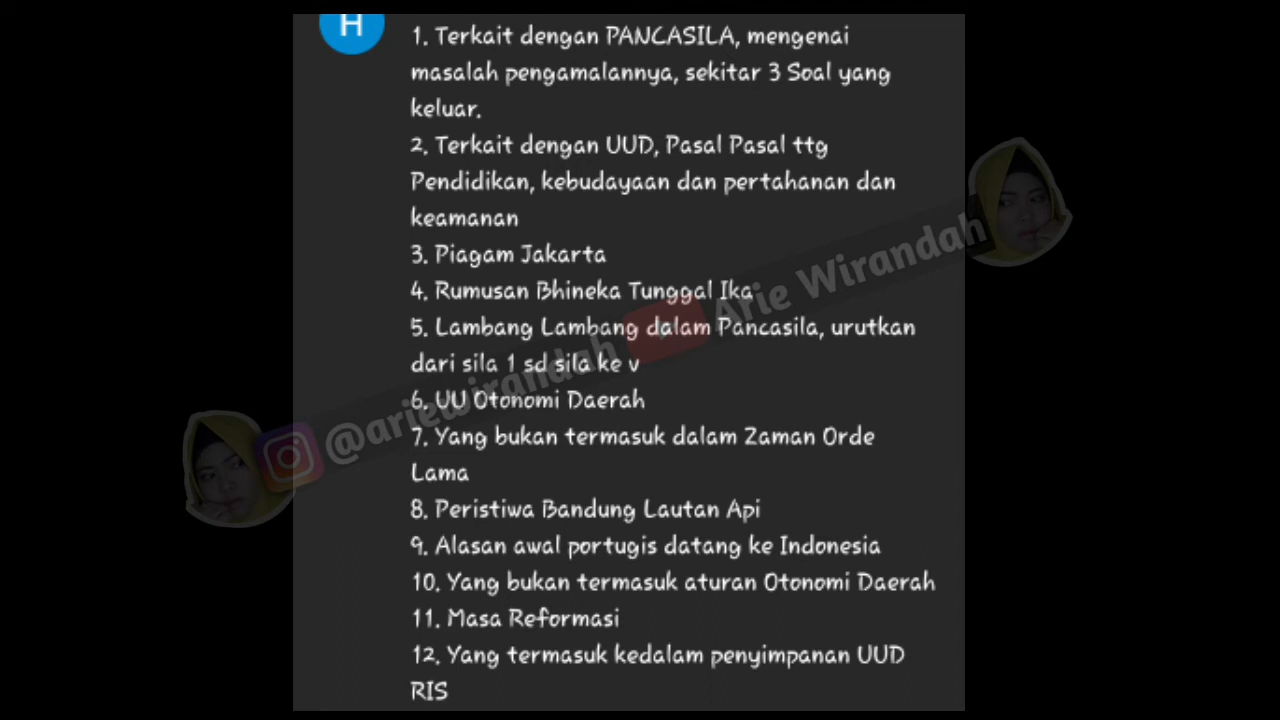 H
1. Terkait dengan PANCASILA, mengenai
masalah pengamalannya, sekitar 3 Soal yang
keluar.
2. Terkait dengan UUD, Pasal Pasal ttg
Pendidikan, kebudayaan dan pertahanan dan
keamanan
3. Piagam Jakarta
4. Rumusan Bhineka Tunggal Ika
5. Lambang Lambang dalam Pancasila, urutkan
dari sila 1 sd sila ke v
6. UU Otonomi Daerah
7. Yang bukan termasuk dalam Zaman Orde
Lama
8. Peristiwa Bandung Lautan Api
9. Alasan awal portugis datang ke Indonesia
10. Yang bukan termasuk aturan Otonomi Daerah
11. Masa Reformasi
12. Yang termasuk kedalam penyimpanan UUD
RIS
@ariewirandah
Arie Wirandah